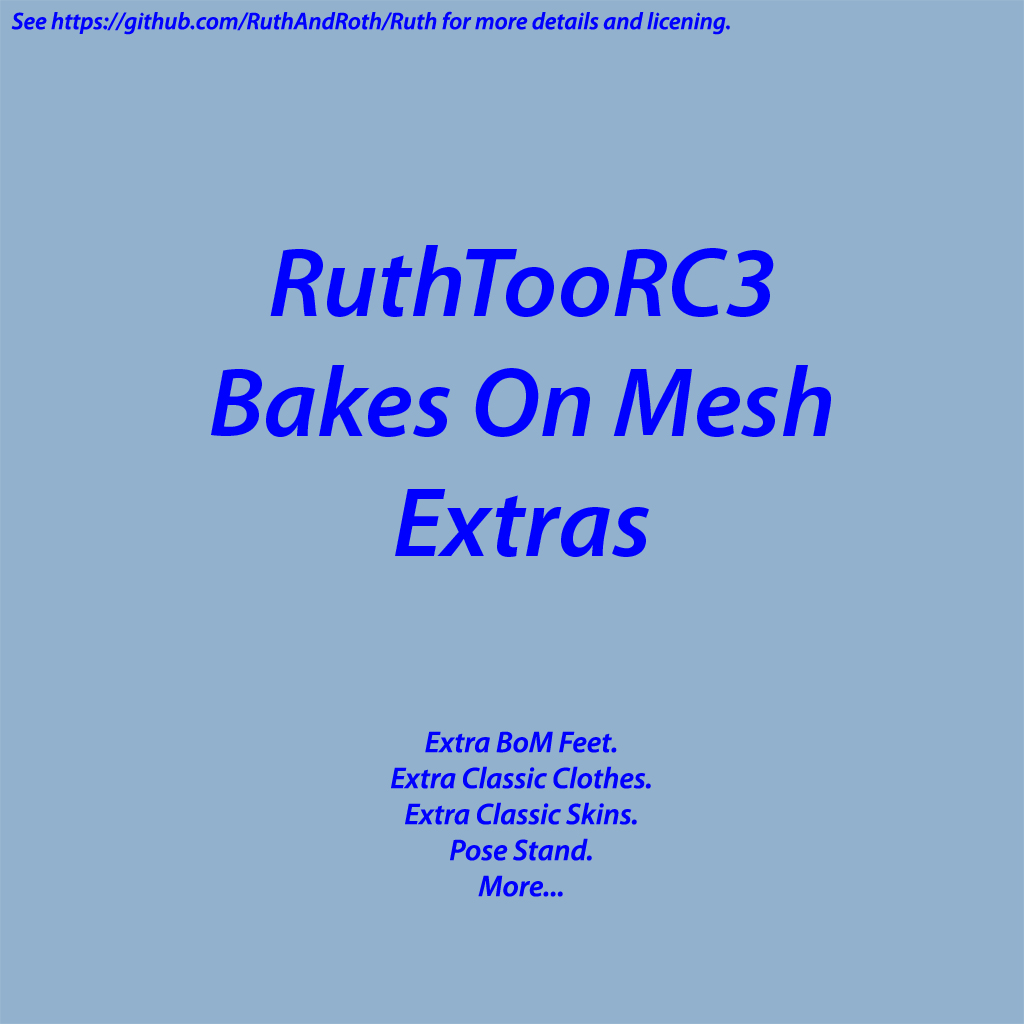 See https://github.com/RuthAndRoth/Ruth for more details and licening.
RuthTooRC3
Bakes On Mesh
Extras
Extra BoM Feet.
Extra Classic Clothes.
Extra Classic Skins.
Pose Stand.
More...